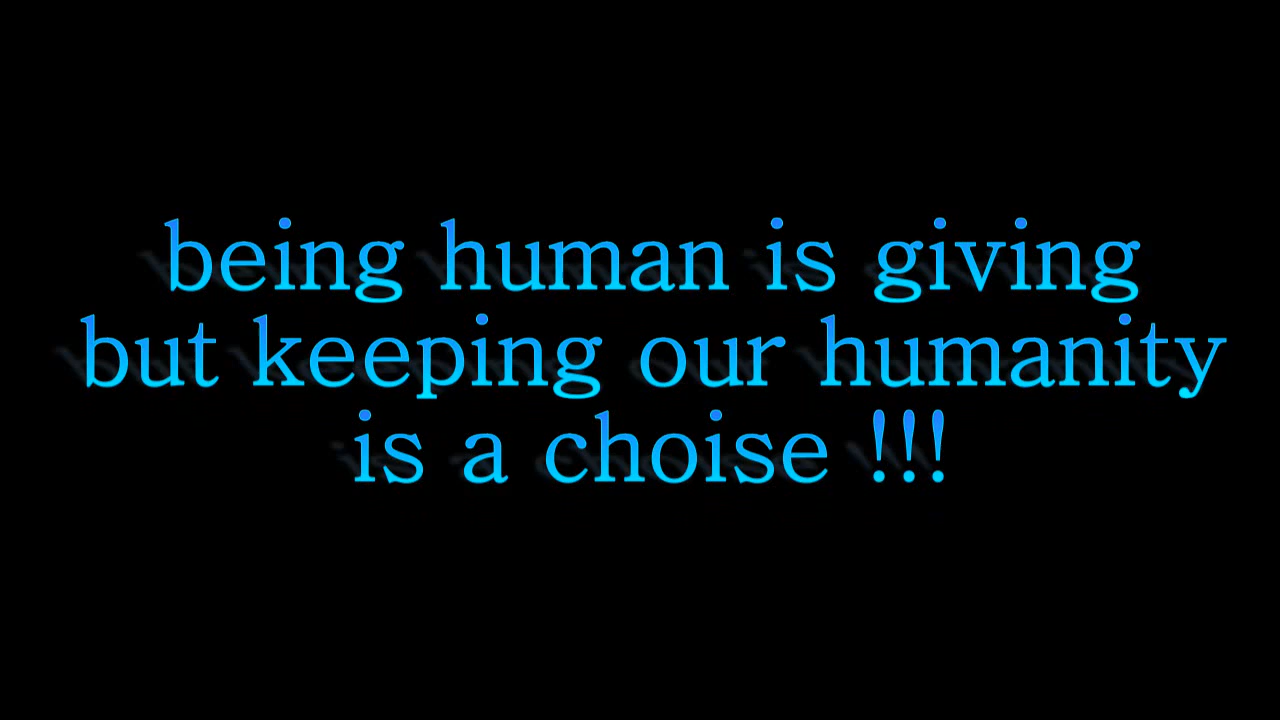 being human is giving
but keeping our humanity
is a choise !!!